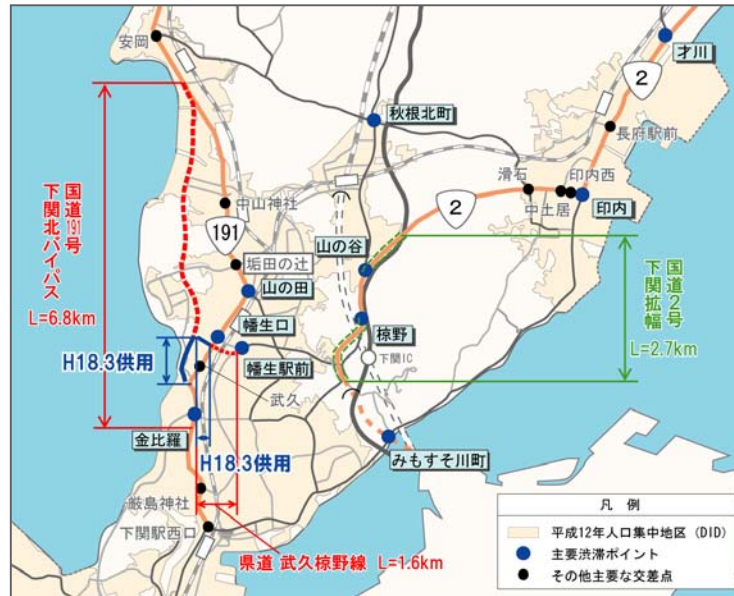 安岡
才川
2
秋根北町
長府駅前
滑石
印内西
中土居
印内
2
中山神社
191
山の谷
垢田の辻
山の田
国道191号
下関北バイパス
L=6.8km
幡生口
椋野
国道2号
下関拡幅
L=2.7km
H18.3供用
幡生駅前
下関IC
武久
金比羅
H18.3供用
みもすそ川町
厳島神社
下関駅西口
県道 武久椋野線 L=1.6km
凡 例
平成12年人口集中地区(DID)
主要渋滞ポイント
その他主要な交差点